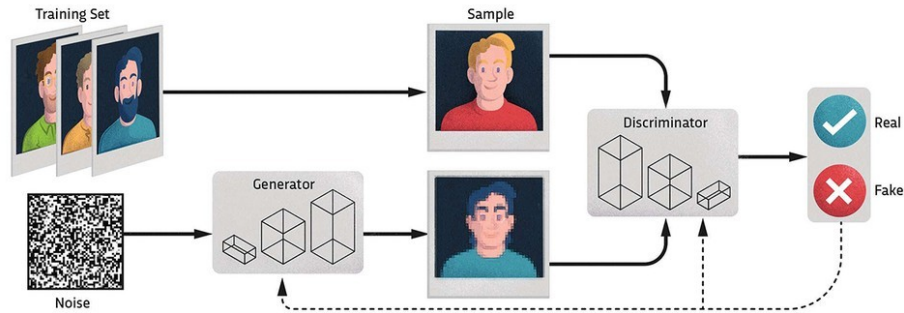 Training Set
Sample
Discriminator
Real
Generator
Fake
Noise